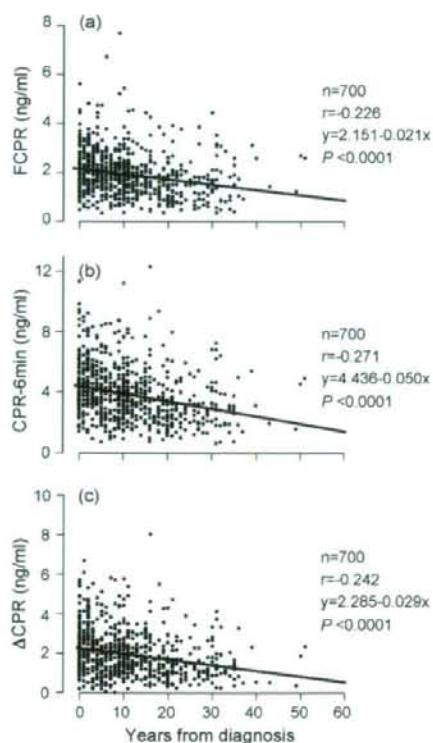 (a)
FCPR (ng/ml)
8
6
4
2
0
n=700
r=-0.226
y=2.151-0.021x
P <0.0001
(b)
CPR-6min (ng/ml)
12
8
4
0
n=700
r=-0.271
y=4.436-0.050x
P <0.0001
(c)
ΔCPR (ng/ml)
10
8
6
4
2
0
n=700
r=-0.242
y=2.285-0.029x
P <0.0001
0 10 20 30 40 50 60
Years from diagnosis